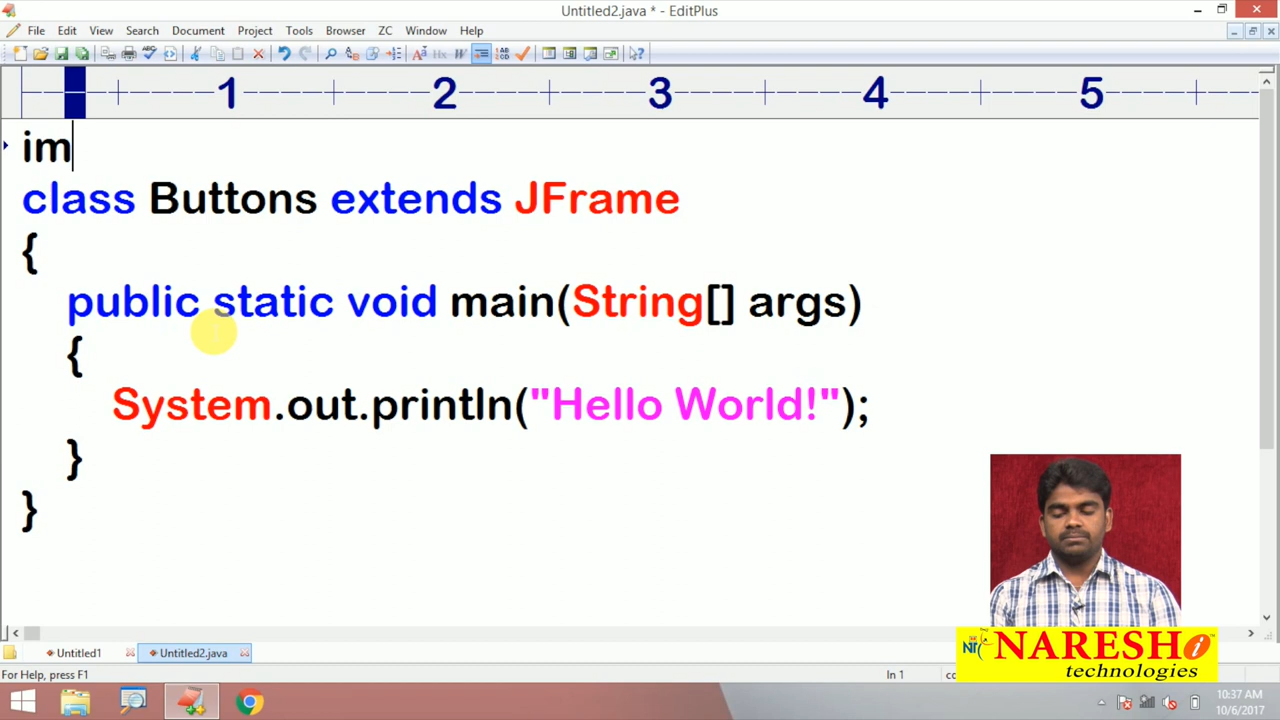 Untitled2.java * - EditPlus
File Edit View Search Document Project Tools Browser ZC Window Help
1 2 3 4 5
im
class Buttons extends JFrame
{
public static void main(String[] args)
{
System.out.println("Hello World!");
}
}
NARESH i
technologies
Untitled1 Untitled2.java
For Help, press F1 ln 1 co
10:37 AM
10/6/2017